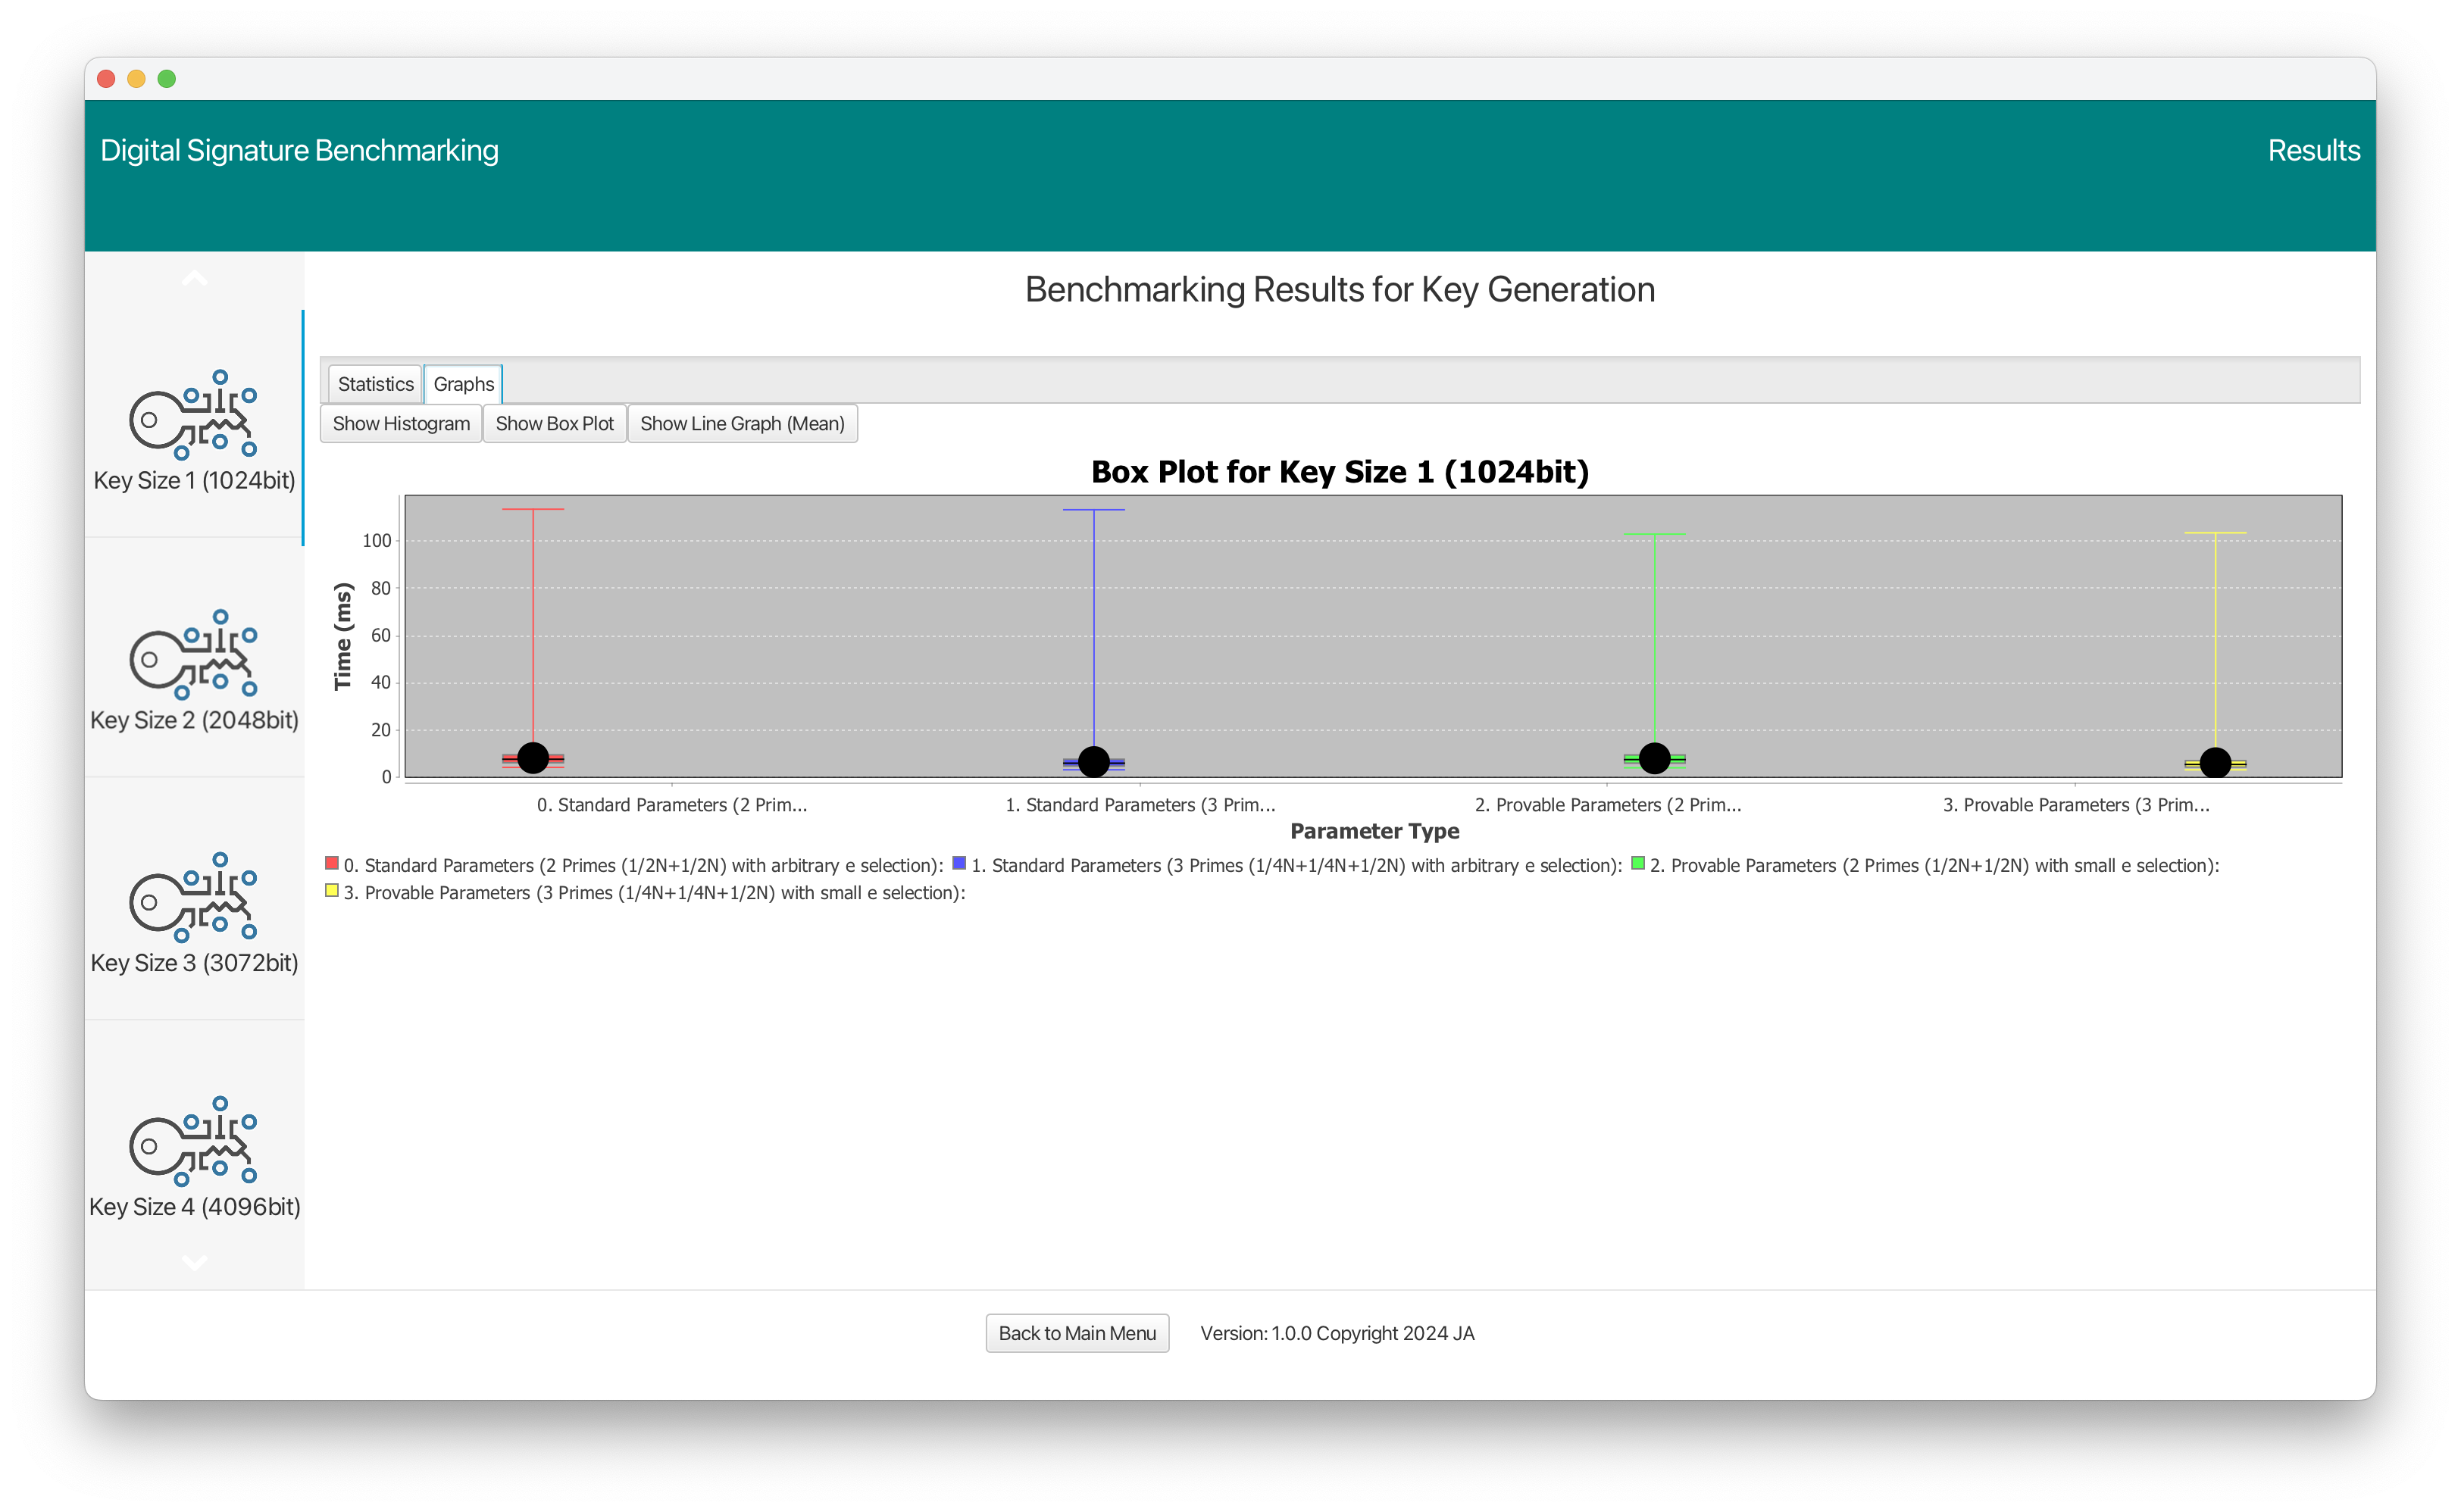 Digital Signature Benchmarking
Results
Benchmarking Results for Key Generation
Key Size 1 (1024bit)
Key Size 2 (2048bit)
Key Size 3 (3072bit)
Key Size 4 (4096bit)
Statistics Graphs
Show Histogram Show Box Plot Show Line Graph (Mean)
Box Plot for Key Size 1 (1024bit)
Time (ms)
100
80
60
40
20
0
0. Standard Parameters (2 Prim... 1. Standard Parameters (3 Prim... 2. Provable Parameters (2 Prim... 3. Provable Parameters (3 Prim...
Parameter Type
0. Standard Parameters (2 Primes (1/2N+1/2N) with arbitrary e selection): 1. Standard Parameters (3 Primes (1/4N+1/4N+1/2N) with arbitrary e selection): 2. Provable Parameters (2 Primes (1/2N+1/2N) with small e selection):
3. Provable Parameters (3 Primes (1/4N+1/4N+1/2N) with small e selection):
Back to Main Menu Version: 1.0.0 Copyright 2024 JA